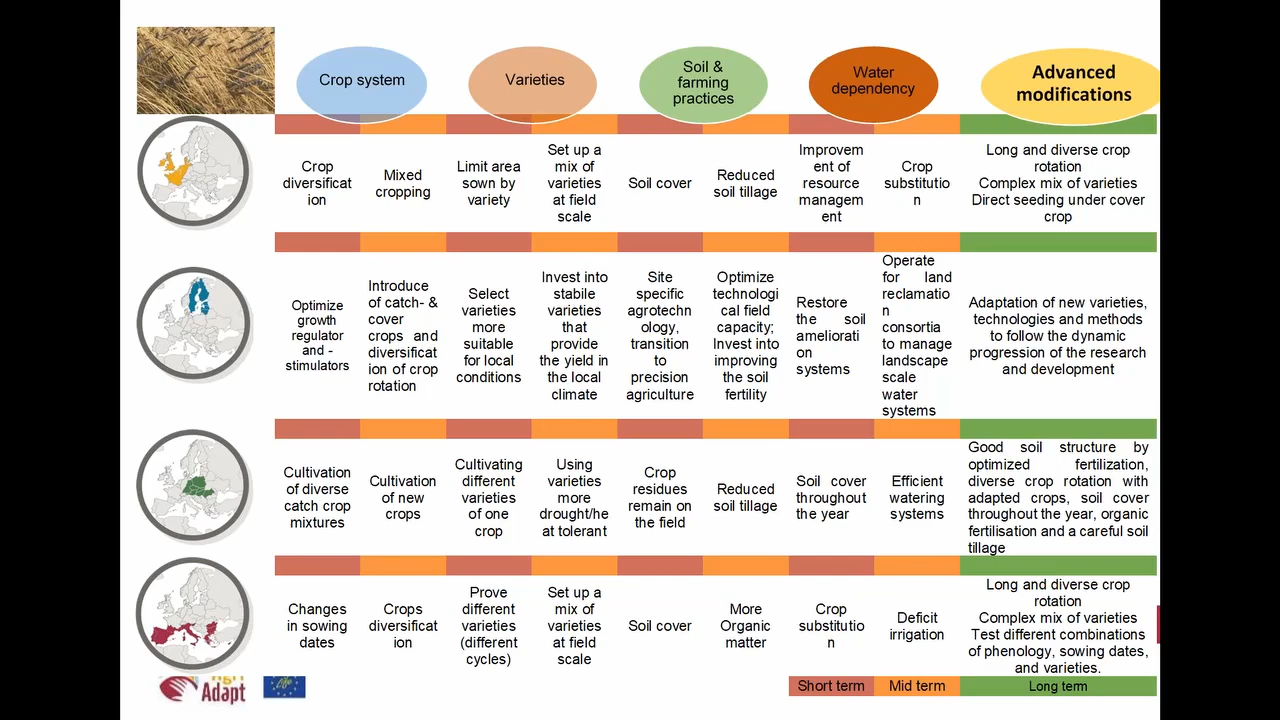 Crop system
Varieties
Soil &
farming
practices
Water
dependency
Advanced
modifications
Crop
diversificat
ion
Mixed
cropping
Limit area
sown by
variety
Set up a
mix of
varieties
at field
scale
Soil cover
Reduced
soil tillage
Improvem
ent of
resource
managem
ent
Crop
substitutio
n
Long and diverse crop
rotation
Complex mix of varieties
Direct seeding under cover
crop
Optimize
growth
regulator
and -
stimulators
Introduce
of catch- &
cover
crops and
diversificat
ion of crop
rotation
Select
varieties
more
suitable
for local
conditions
Invest into
stabile
varieties
that
provide
the yield in
the local
climate
Site
specific
agrotechn
ology,
transition
to
precision
agriculture
Optimize
technologi
cal field
capacity;
Invest into
improving
the soil
fertility
Restore
the soil
ameliorati
on
systems
Operate
for land
reclamatio
n
consortia
to manage
landscape
scale
water
systems
Adaptation of new varieties,
technologies and methods
to follow the dynamic
progression of the research
and development
Cultivation
of diverse
catch crop
mixtures
Cultivation
of new
crops
Cultivating
different
varieties
of one
crop
Using
varieties
more
drought/he
at tolerant
Crop
residues
remain on
the field
Reduced
soil tillage
Soil cover
throughout
the year
Efficient
watering
systems
Good soil structure by
optimized fertilization,
diverse crop rotation with
adapted crops, soil cover
throughout the year, organic
fertilisation and a careful soil
tillage
Changes
in sowing
dates
Crops
diversificat
ion
Prove
different
varieties
(different
cycles)
Set up a
mix of
varieties
at field
scale
Soil cover
More
Organic
matter
Crop
substitutio
n
Deficit
irrigation
Long and diverse crop
rotation
Complex mix of varieties
Test different combinations
of phenology, sowing dates,
and varieties.
Adapt
Short term
Mid term
Long term